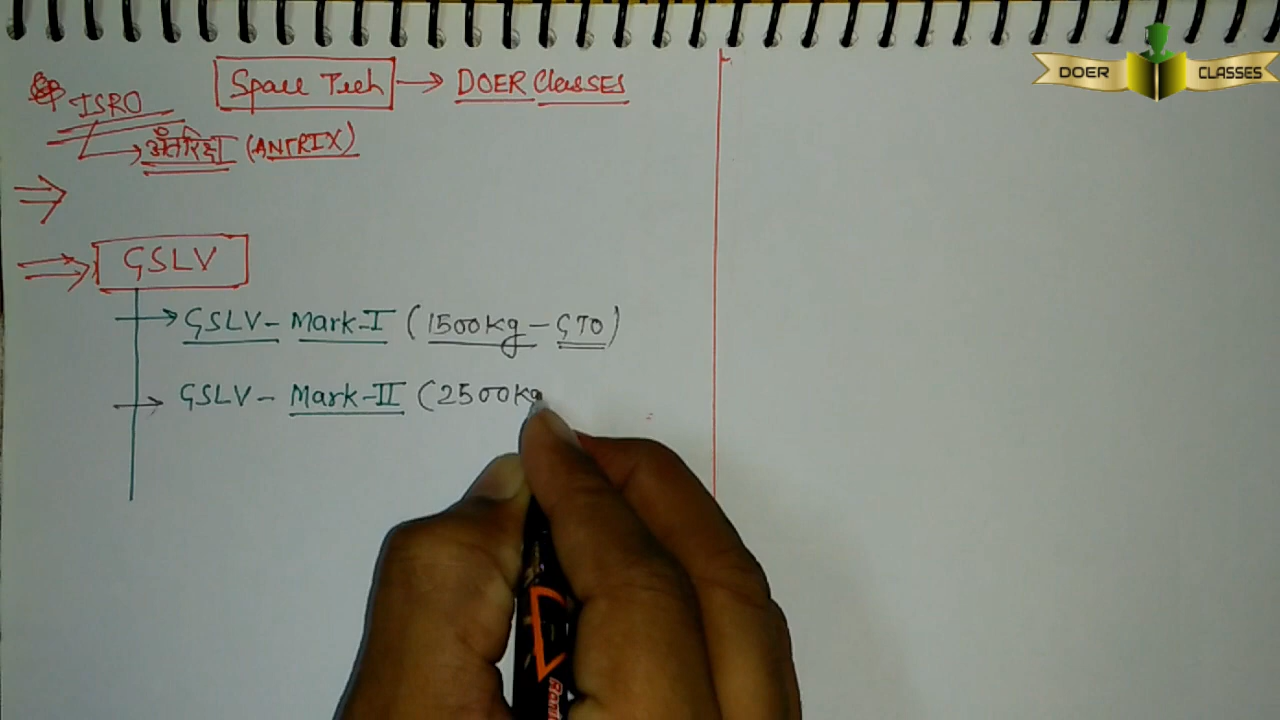 Space Tech → DOER Classes
ISRO
अंतरिक्ष (ANTRIX)
GSLV
GSLV - Mark-I (1500kg - GTO)
GSLV - Mark-II (2500kg
DOER CLASSES